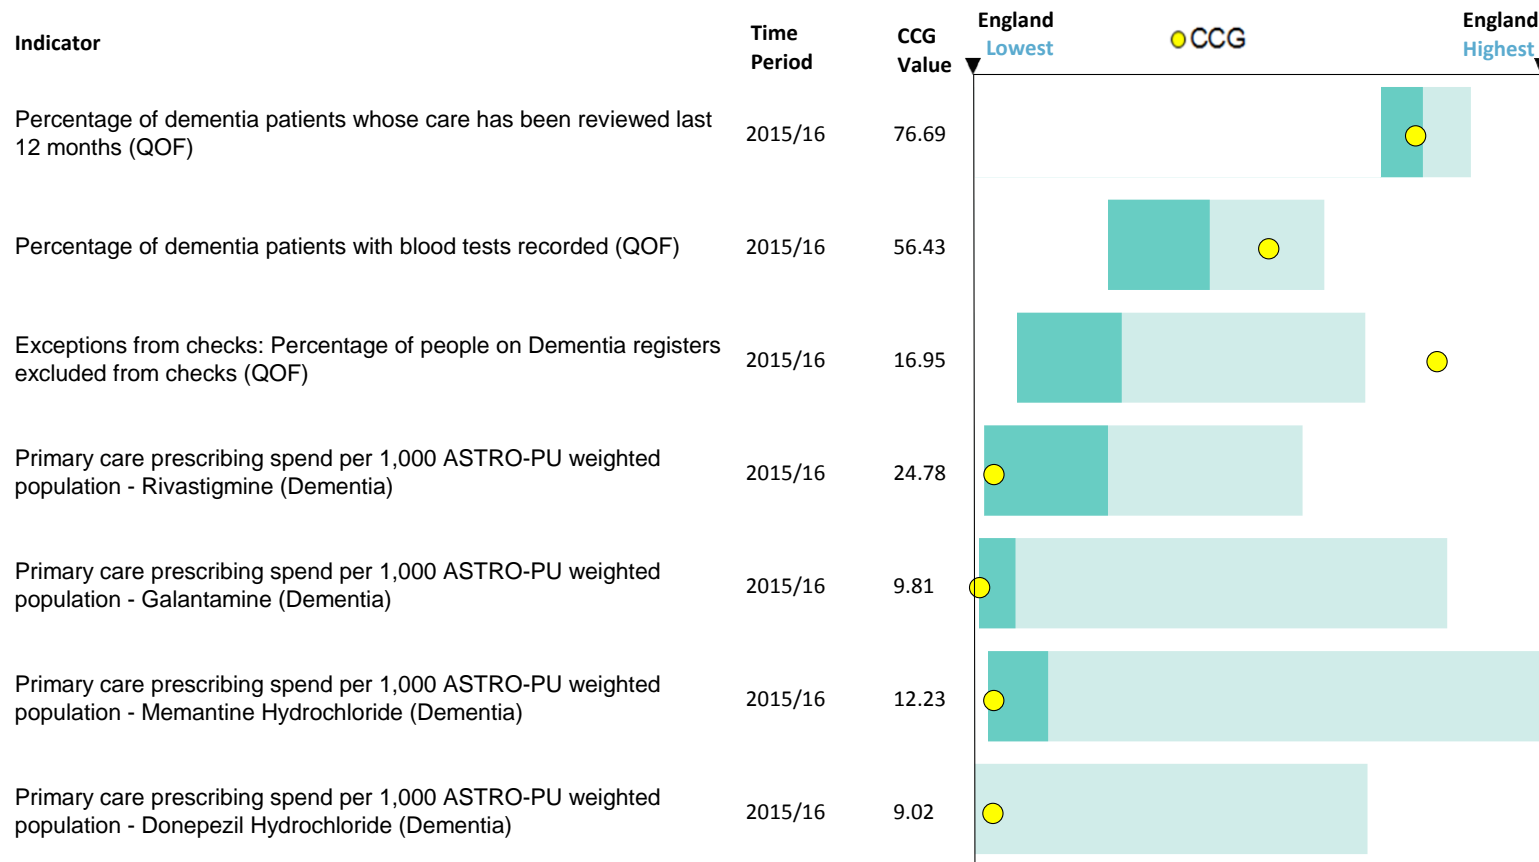 Indicator
Time
Period
CCG
Value
England
Lowest
CCG
England
Highest
Percentage of dementia patients whose care has been reviewed last
12 months (QOF)
2015/16
76.69
Percentage of dementia patients with blood tests recorded (QOF)
2015/16
56.43
Exceptions from checks: Percentage of people on Dementia registers
excluded from checks (QOF)
2015/16
16.95
Primary care prescribing spend per 1,000 ASTRO-PU weighted
population - Rivastigmine (Dementia)
2015/16
24.78
Primary care prescribing spend per 1,000 ASTRO-PU weighted
population - Galantamine (Dementia)
2015/16
9.81
Primary care prescribing spend per 1,000 ASTRO-PU weighted
population - Memantine Hydrochloride (Dementia)
2015/16
12.23
Primary care prescribing spend per 1,000 ASTRO-PU weighted
population - Donepezil Hydrochloride (Dementia)
2015/16
9.02